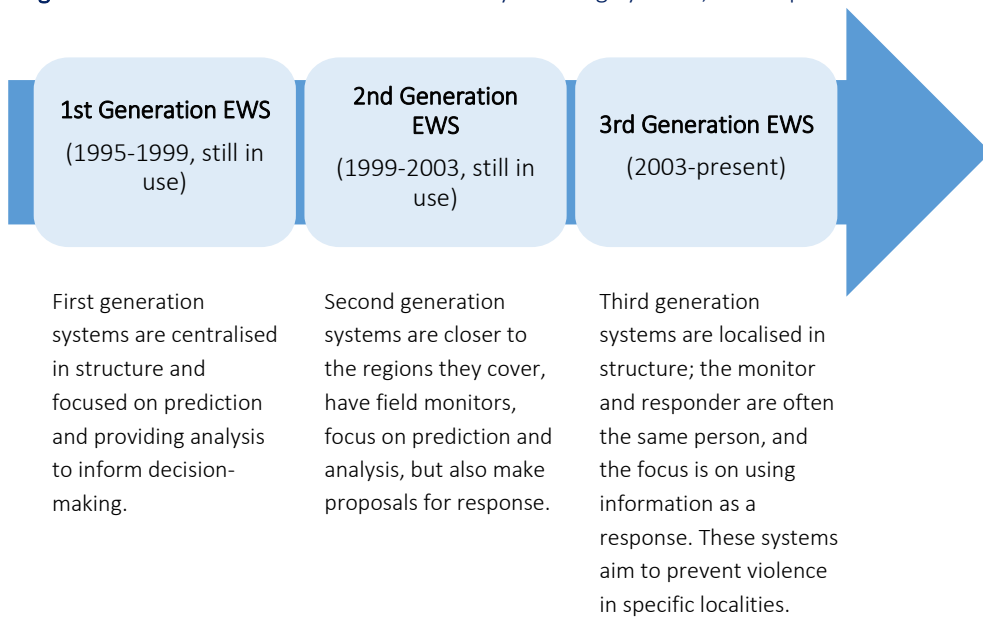 1st Generation EWS
(1995-1999, still in
use)
2nd Generation
EWS
(1999-2003, still in
use)
3rd Generation EWS
(2003-present)
First generation
systems are centralised
in structure and
focused on prediction
and providing analysis
to inform decision-
making.
Second generation
systems are closer to
the regions they cover,
have field monitors,
focus on prediction and
analysis, but also make
proposals for response.
Third generation
systems are localised in
structure; the monitor
and responder are often
the same person, and
the focus is on using
information as a
response. These systems
aim to prevent violence
in specific localities.